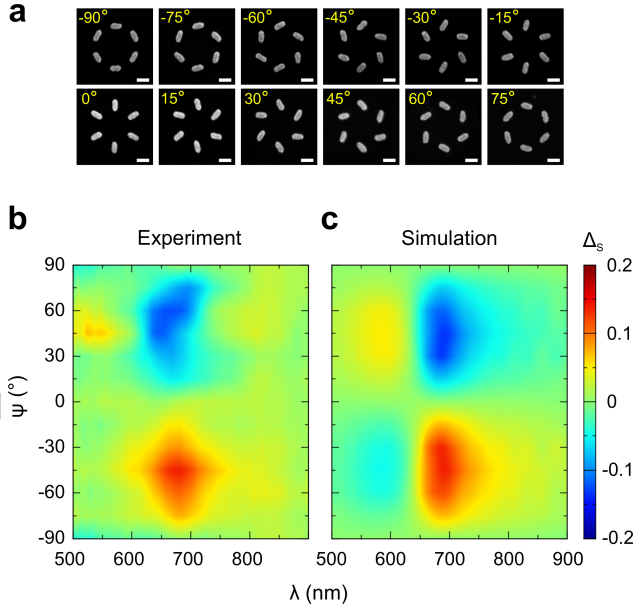 a
-90° -75° -60° -45° -30° -15°
0° 15° 30° 45° 60° 75°
b c
Experiment Simulation Δs
90 0.2
60
30 0.1
0 0
-30
-60 -0.1
-90 -0.2
ψ (°)
500 600 700 800 500 600 700 800 900
λ (nm)